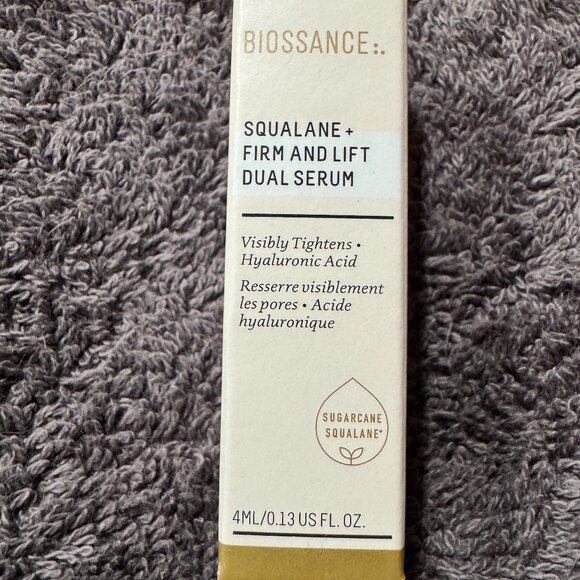 BIOSSANCE:.
SQUALANE +
FIRM AND LIFT
DUAL SERUM
Visibly Tightens •
Hyaluronic Acid
Resserre visiblement
les pores • Acide
hyaluronique
SUGARCANE
SQUALANE*
4ML/0.13 US FL. OZ.